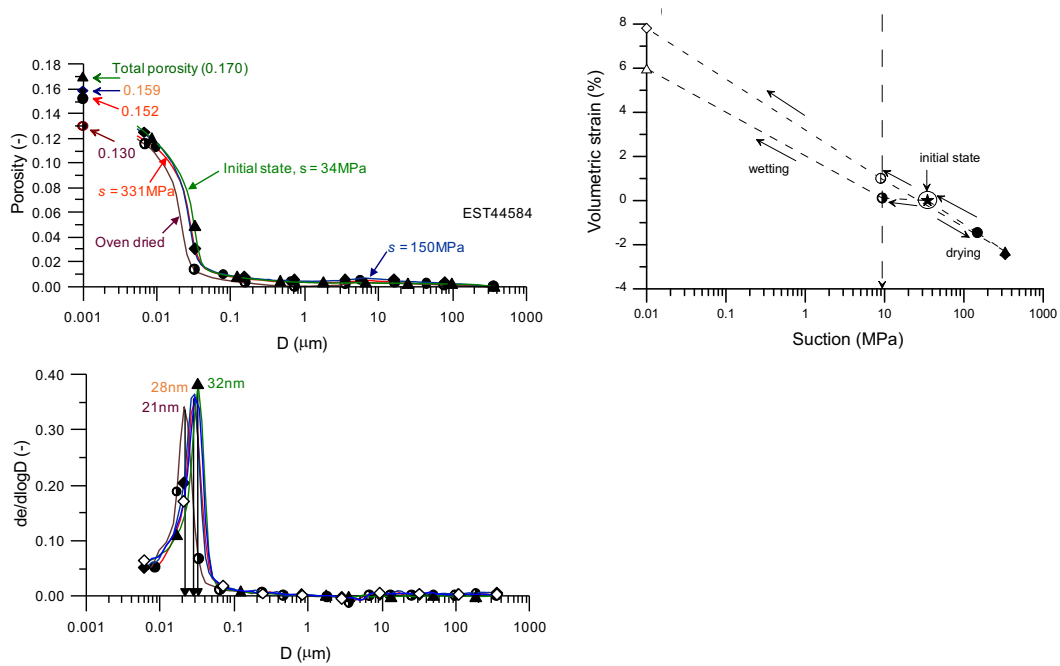 0.18
0.16
0.14
0.12
0.10
0.08
0.06
0.04
0.02
0.00
Porosity (-)
Total porosity (0.170)
0.159
0.152
0.130
Initial state, s = 34MPa
s = 331MPa
Oven dried
EST44584
s = 150MPa
0.001
0.01
0.1
1
10
100
1000
D (μm)
8
6
4
2
0
-2
-4
Volumetric strain (%)
wetting
initial state
drying
0.01
0.1
1
10
100
1000
Suction (MPa)
0.40
0.30
0.20
0.10
0.00
de/dlogD (-)
28nm
32nm
21nm
0.001
0.01
0.1
1
10
100
1000
D (μm)